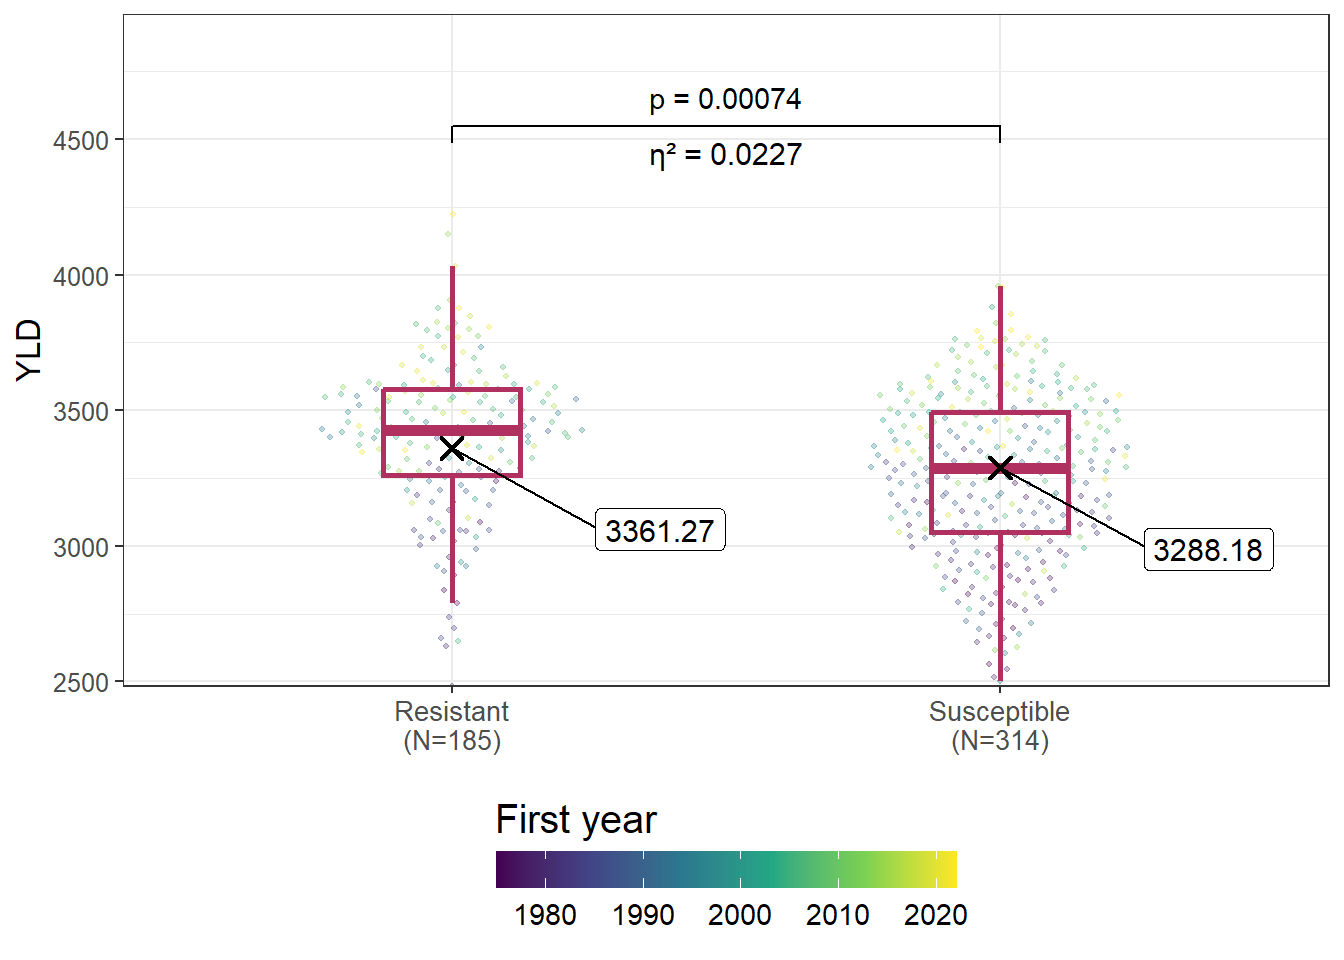 p = 0.00074
η² = 0.0227
YLD
4500
4000
3500
3000
2500
3361.27
3288.18
Resistant
(N=185)
Susceptible
(N=314)
First year
1980 1990 2000 2010 2020